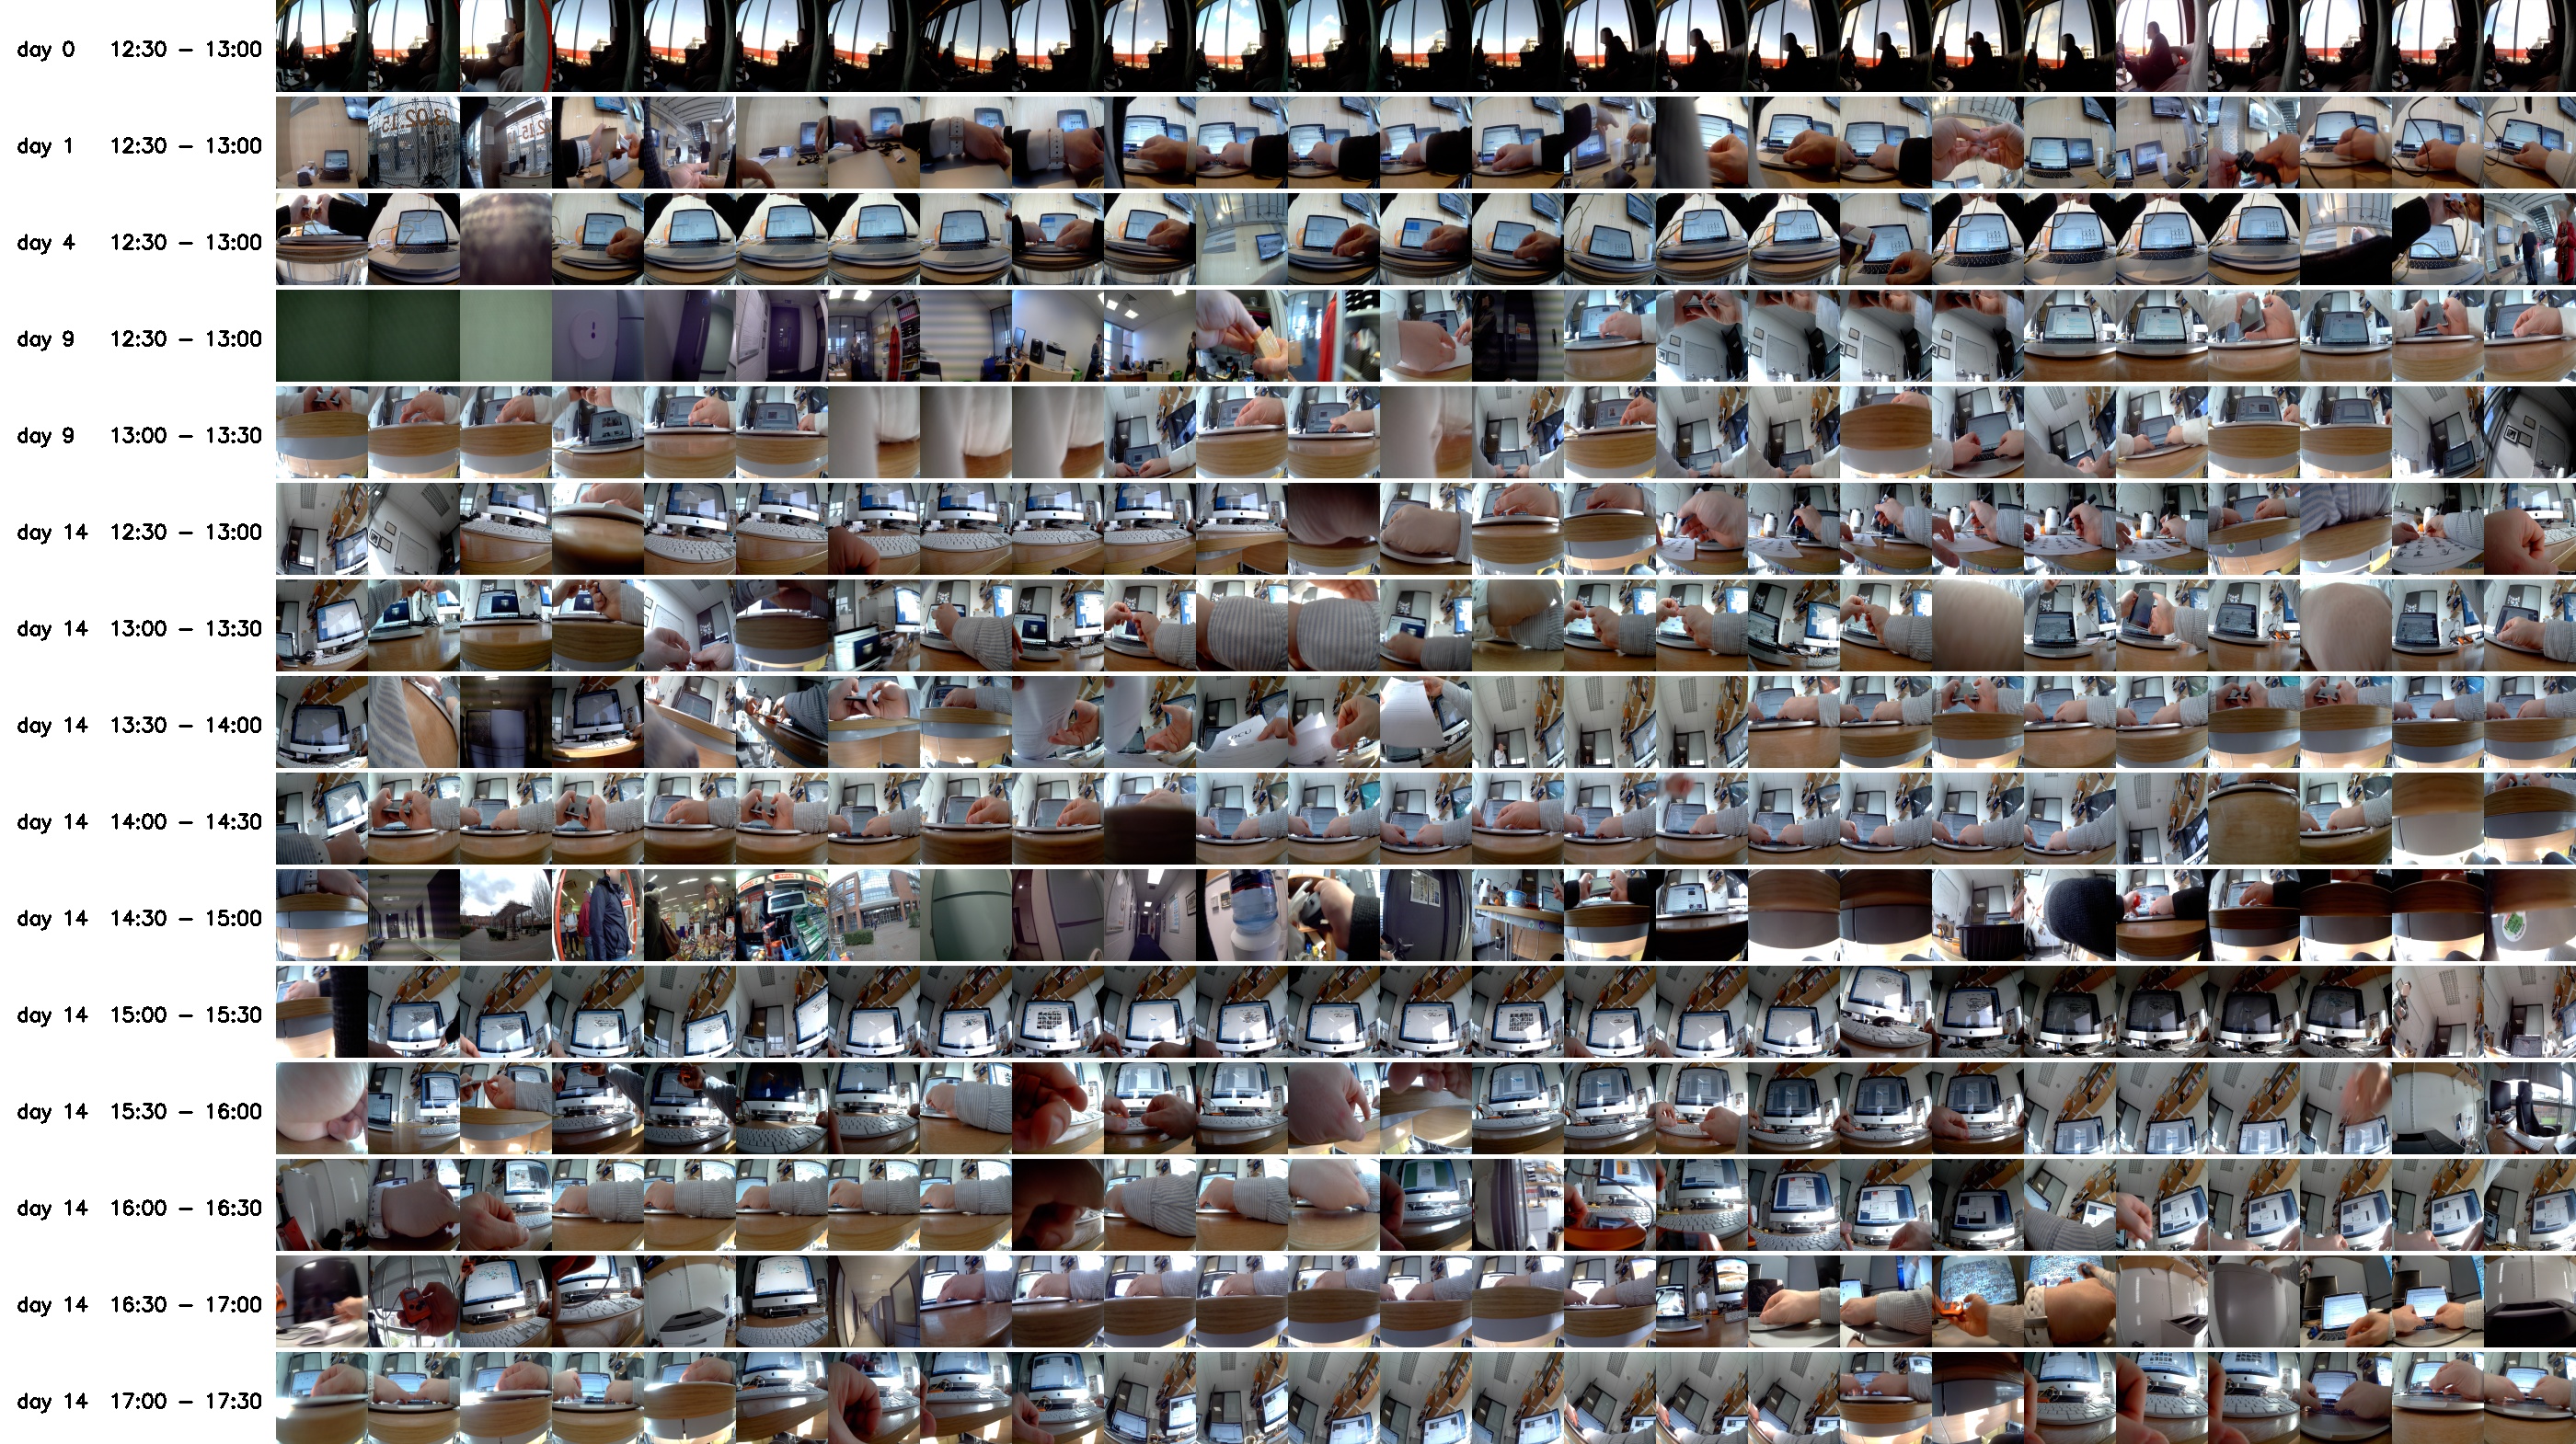 day 0 12:30 – 13:00
day 1 12:30 – 13:00
day 4 12:30 – 13:00
day 9 12:30 – 13:00
day 9 13:00 – 13:30
day 14 12:30 – 13:00
day 14 13:00 – 13:30
day 14 13:30 – 14:00
day 14 14:00 – 14:30
day 14 14:30 – 15:00
day 14 15:00 – 15:30
day 14 15:30 – 16:00
day 14 16:00 – 16:30
day 14 16:30 – 17:00
day 14 17:00 – 17:30